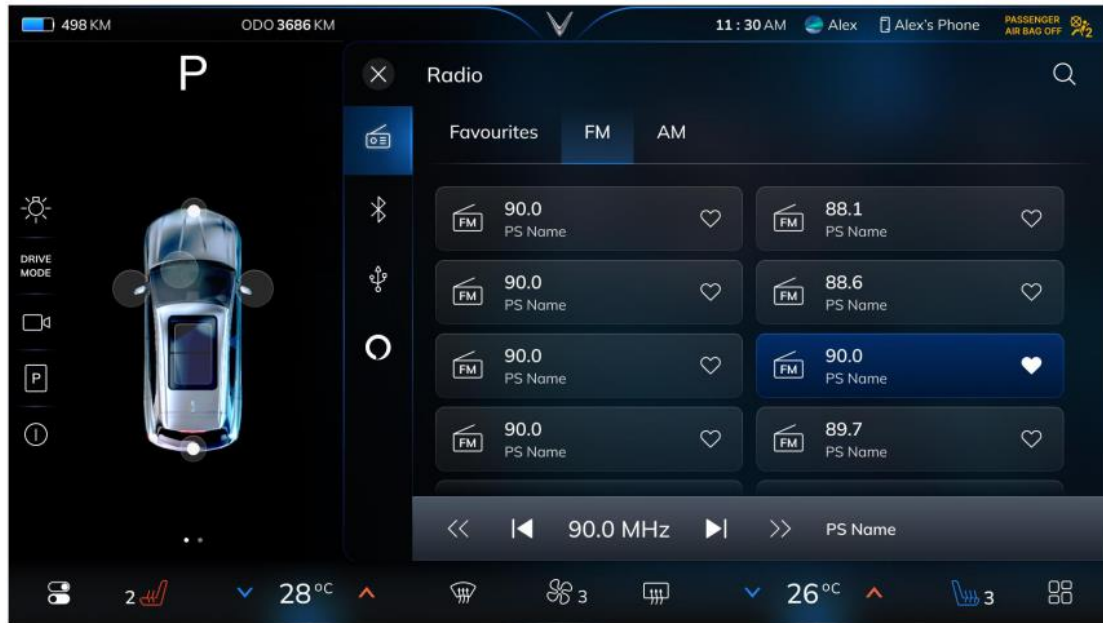 498 KM
ODO 3686 KM
11 : 30 AM
Alex
Alex's Phone
PASSENGER
AIR BAG OFF
2
P
Radio
Favourites FM AM
DRIVE
MODE
P
FM 90.0
PS Name
FM 88.1
PS Name
FM 90.0
PS Name
FM 88.6
PS Name
FM 90.0
PS Name
FM 90.0
PS Name
FM 90.0
PS Name
FM 89.7
PS Name
<< 90.0 MHz >> PS Name
2 28 °C 3 26 °C 3